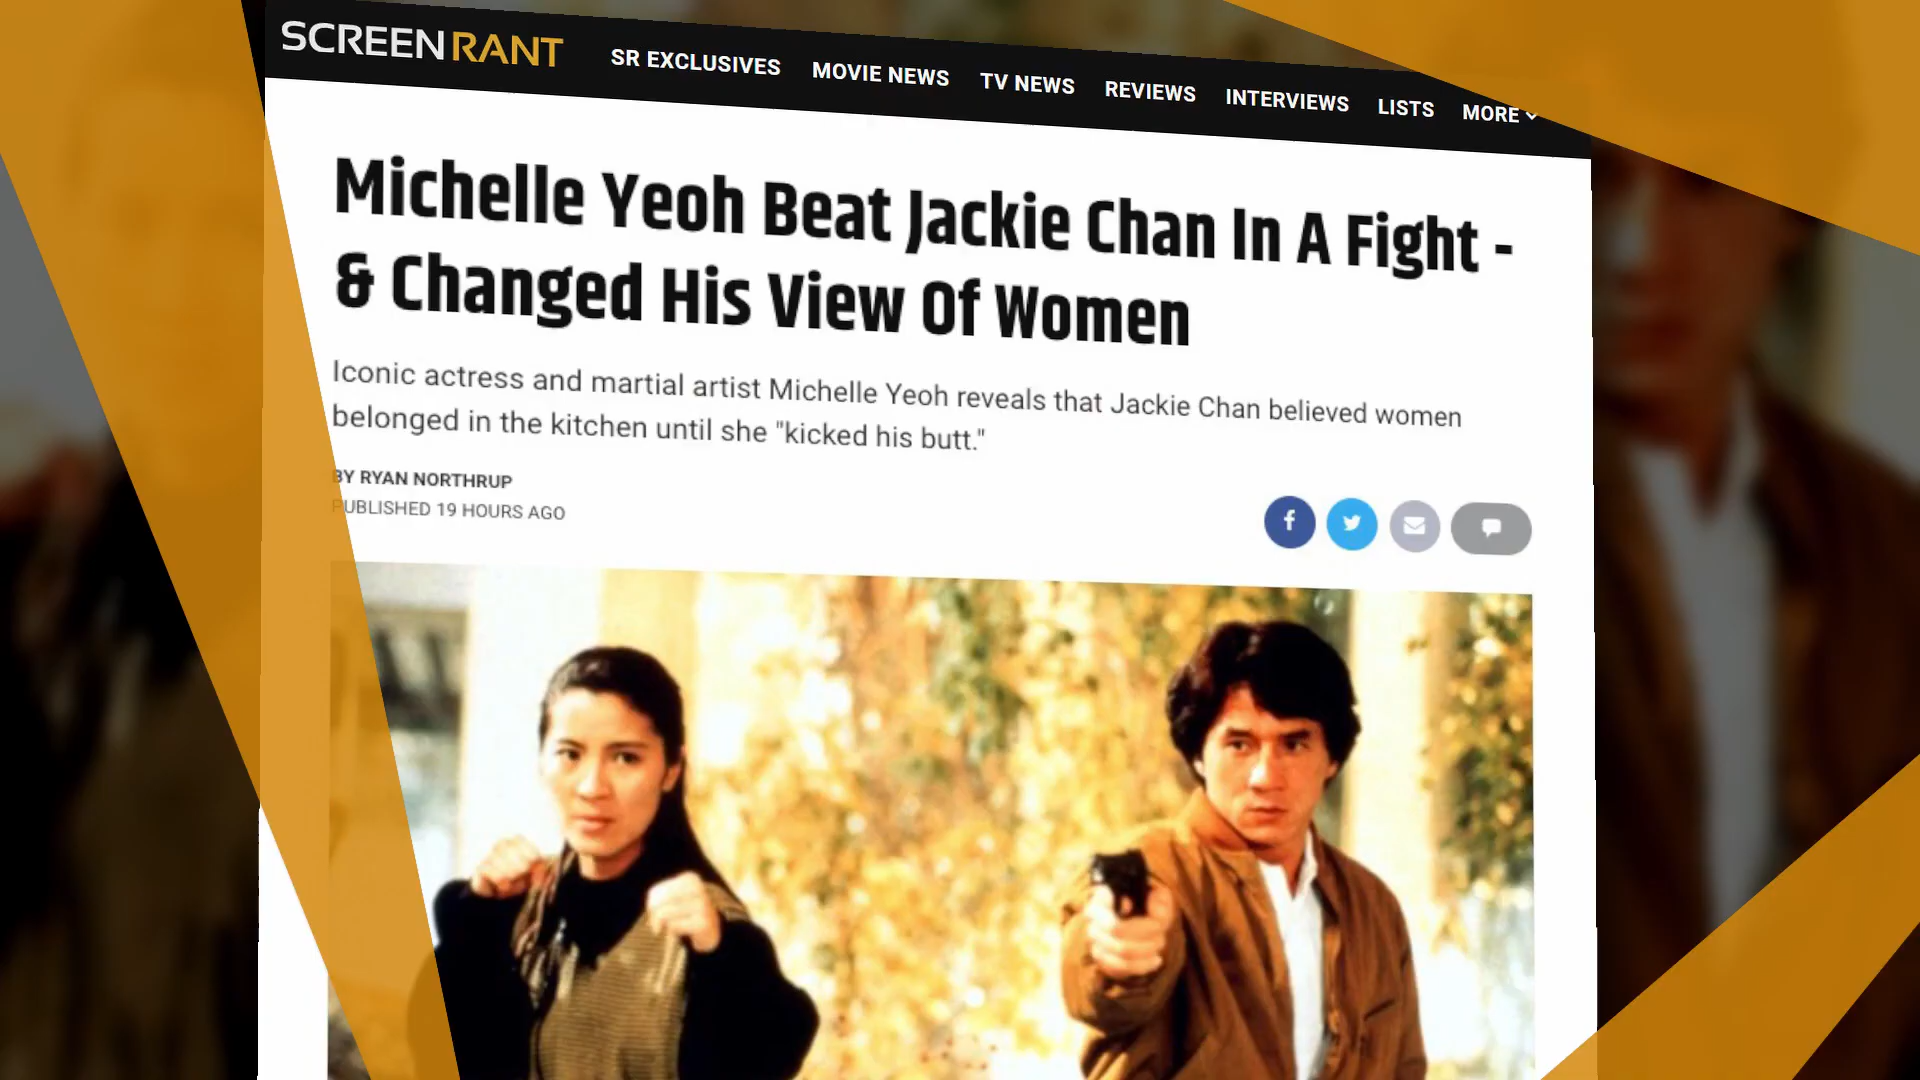 SCREENRANT
SR EXCLUSIVES MOVIE NEWS TV NEWS REVIEWS INTERVIEWS LISTS MORE
Michelle Yeoh Beat Jackie Chan In A Fight -
& Changed His View Of Women
Iconic actress and martial artist Michelle Yeoh reveals that Jackie Chan believed women
belonged in the kitchen until she "kicked his butt."
BY RYAN NORTHRUP
PUBLISHED 19 HOURS AGO